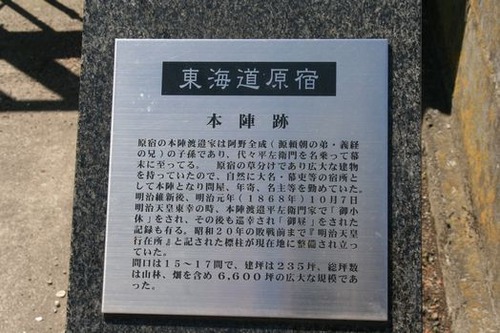 東海道原宿
本陣跡
原宿の本陣渡邉家は阿野全成(源頼朝の弟・義経
の兄)の子孫であり、代々平左衛門を名乗って幕
末に至ってる。 原宿の草分けであり広大な建物
を持っていたので、自然に大名・幕吏等の宿所と
して本陣となり問屋、年寄、名主等を勤めていた。
明治維新後、明治元年(1868年)10月7日
明治天皇東幸の時、本陣渡邉平左衛門家で「御小
休」をされ、その後も巡幸され「御昼」をされた
記録も有る。昭和20年の敗戦前まで『明治天皇
行在所』と記された標柱が現在地に整備され立っ
ていた。
間口は15~17間で、建坪は235坪、総坪数
は山林、畑を含め6,600坪の広大な規模であ
った。